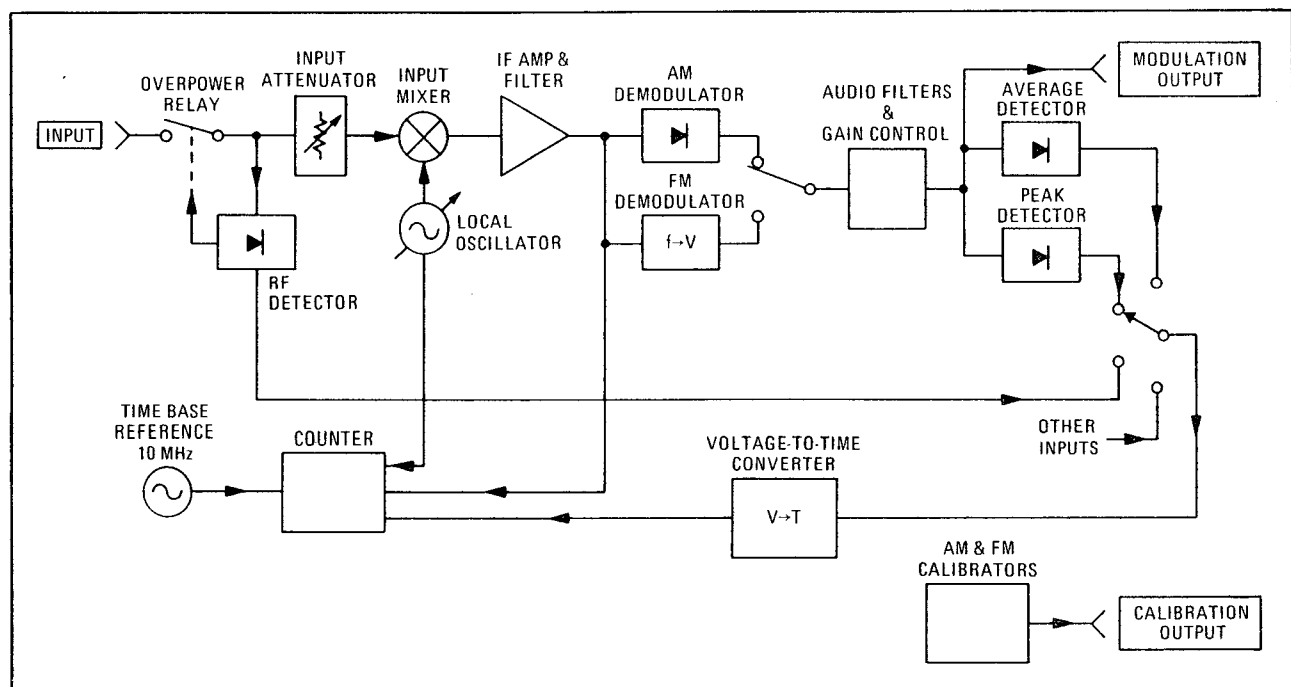 INPUT
OVERPOWER
RELAY
INPUT
ATTENUATOR
INPUT
MIXER
IF AMP &
FILTER
AM
DEMODULATOR
FM
DEMODULATOR
f→V
LOCAL
OSCILLATOR
RF
DETECTOR
AUDIO FILTERS
&
GAIN CONTROL
MODULATION
OUTPUT
AVERAGE
DETECTOR
PEAK
DETECTOR
OTHER
INPUTS
TIME BASE
REFERENCE
10 MHz
COUNTER
VOLTAGE-TO-TIME
CONVERTER
V→T
AM & FM
CALIBRATORS
CALIBRATION
OUTPUT